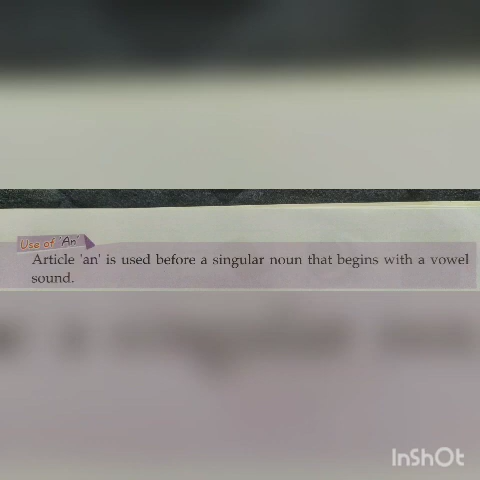 Use of 'An'
Article 'an' is used before a singular noun that begins with a vowel
sound.
InShOt